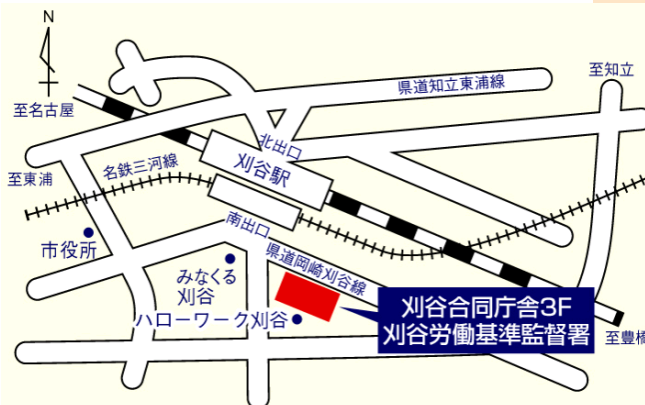 N
至名古屋
県道知立東浦線
至知立
北出口
刈谷駅
名鉄三河線
至東浦
南出口
市役所
県道岡崎刈谷線
みなくる
刈谷
ハローワーク刈谷
刈谷合同庁舎3F
刈谷労働基準監督署
至豊橋